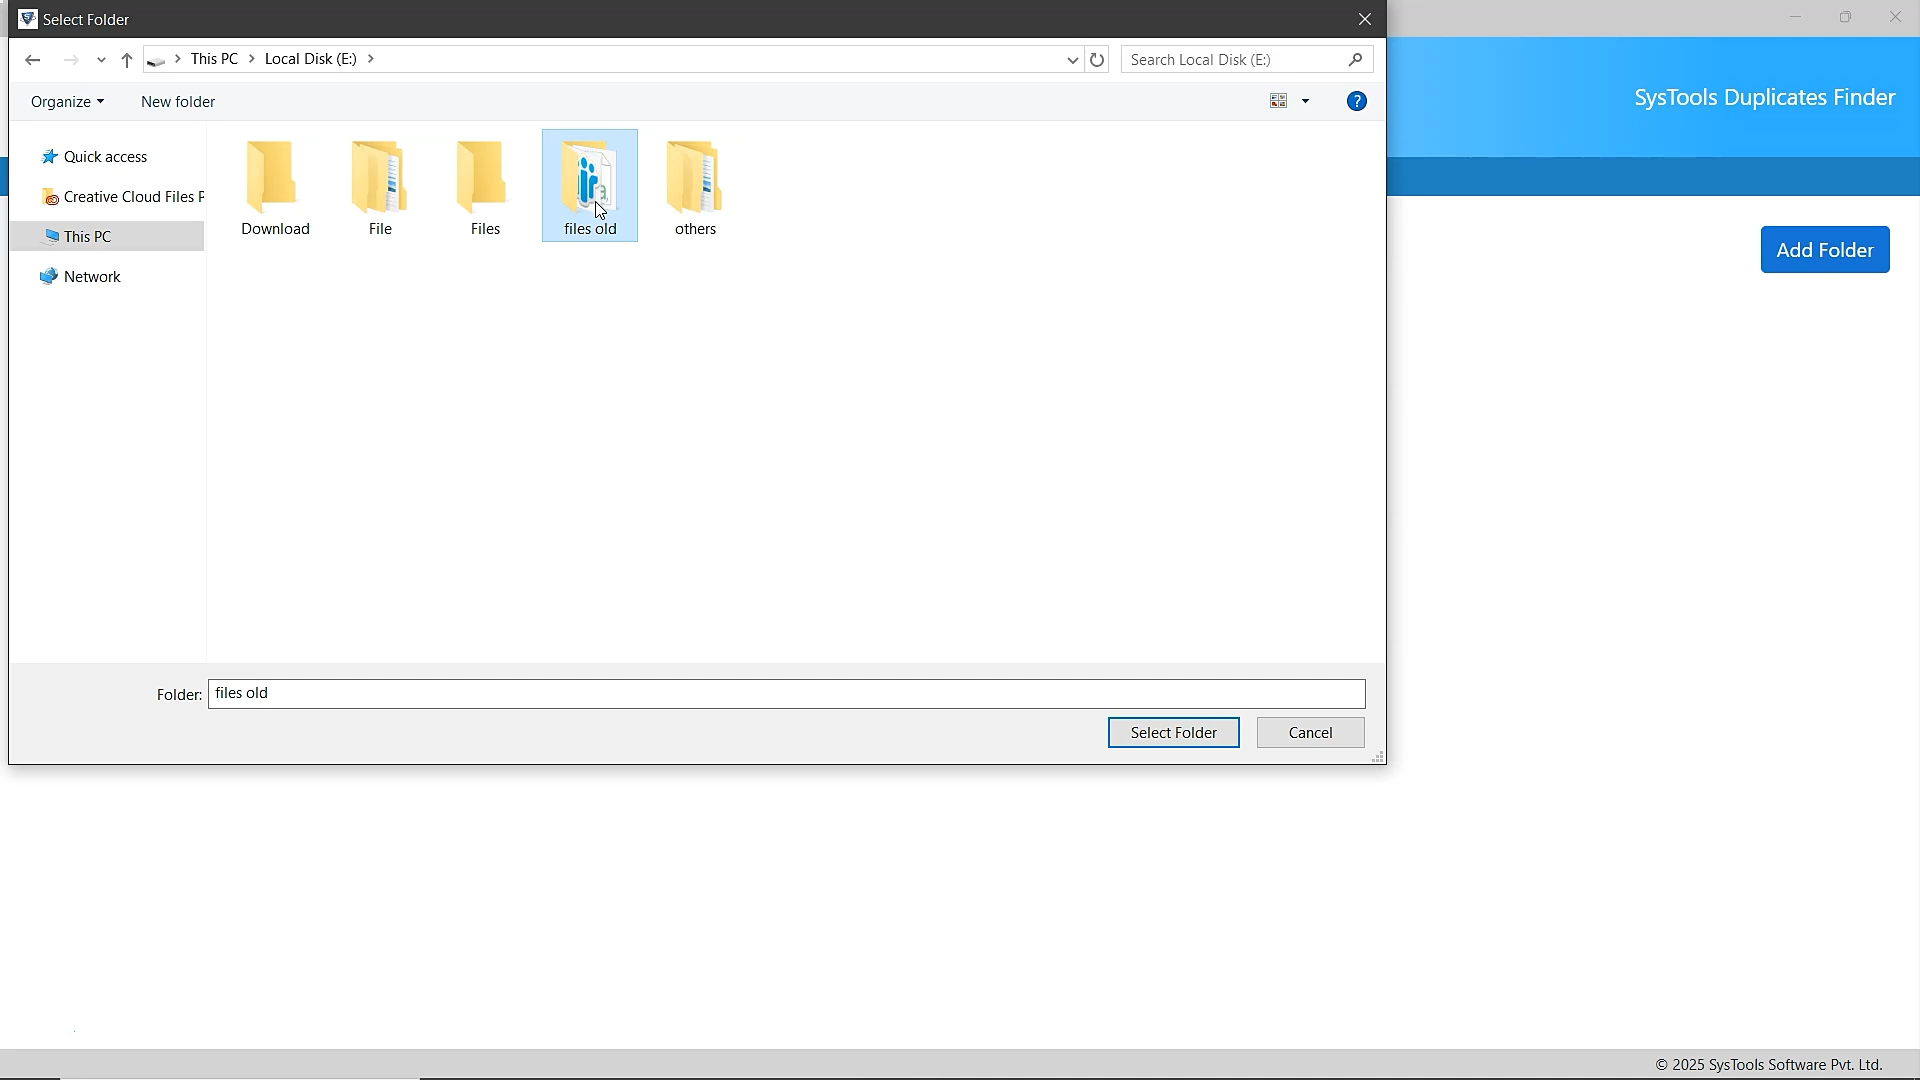 Select Folder
This PC
Local Disk (E:)
Search Local Disk (E:)
Organize
New folder
SysTools Duplicates Finder
Quick access
Creative Cloud Files F
This PC
Network
Download
File
Files
files old
others
Add Folder
Folder:
files old
Select Folder
Cancel
© 2025 SysTools Software Pvt. Ltd.